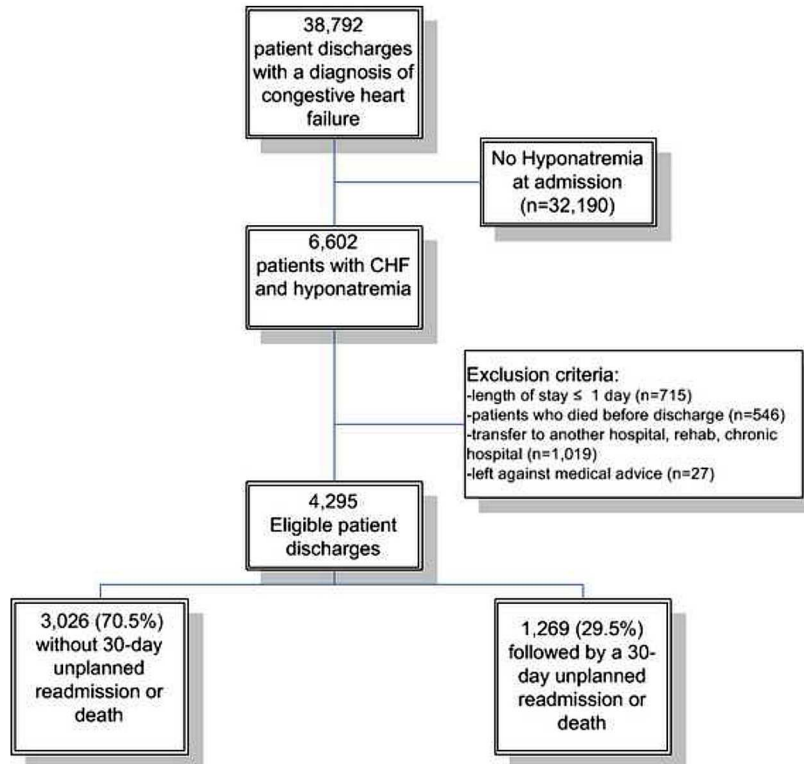 38,792
patient discharges
with a diagnosis of
congestive heart
failure
No Hyponatremia
at admission
(n=32,190)
6,602
patients with CHF
and hyponatremia
Exclusion criteria:
-length of stay ≤ 1 day (n=715)
-patients who died before discharge (n=546)
-transfer to another hospital, rehab, chronic
hospital (n=1,019)
-left against medical advice (n=27)
4,295
Eligible patient
discharges
3,026 (70.5%)
without 30-day
unplanned
readmission or
death
1,269 (29.5%)
followed by a 30-
day unplanned
readmission or
death